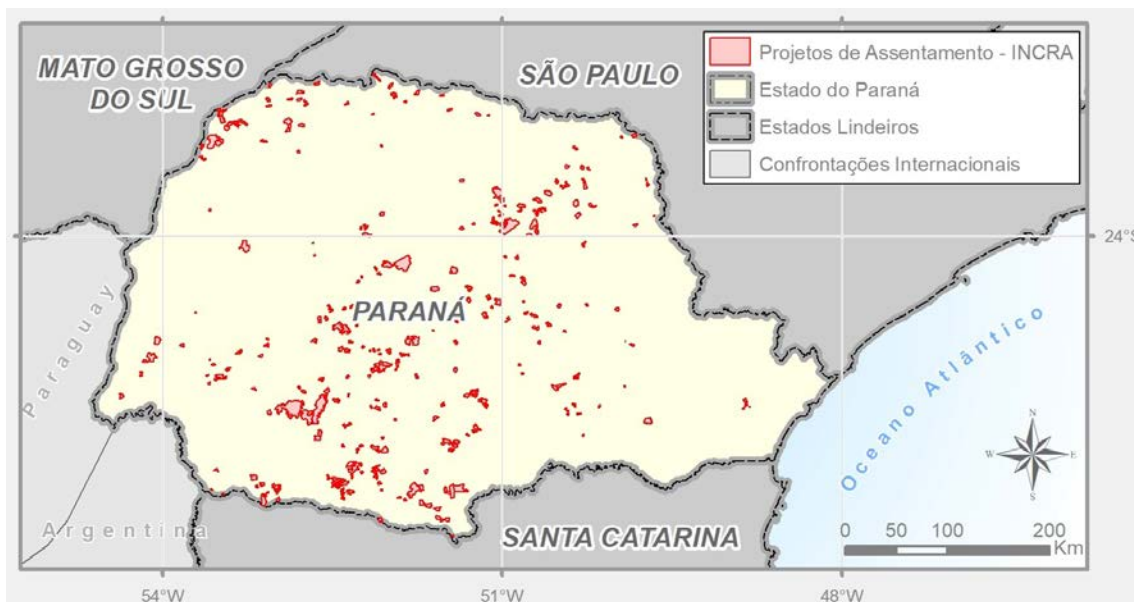 MATO GROSSO
DO SUL
SÃO PAULO
Projetos de Assentamento - INCRA
Estado do Paraná
Estados Lindeiros
Confrontações Internacionais
24°S
Paraguay
PARANÁ
Oceano Atlântico
N
W
E
S
Argentina
SANTA CATARINA
0 50 100 200
Km
54°W 51°W 48°W